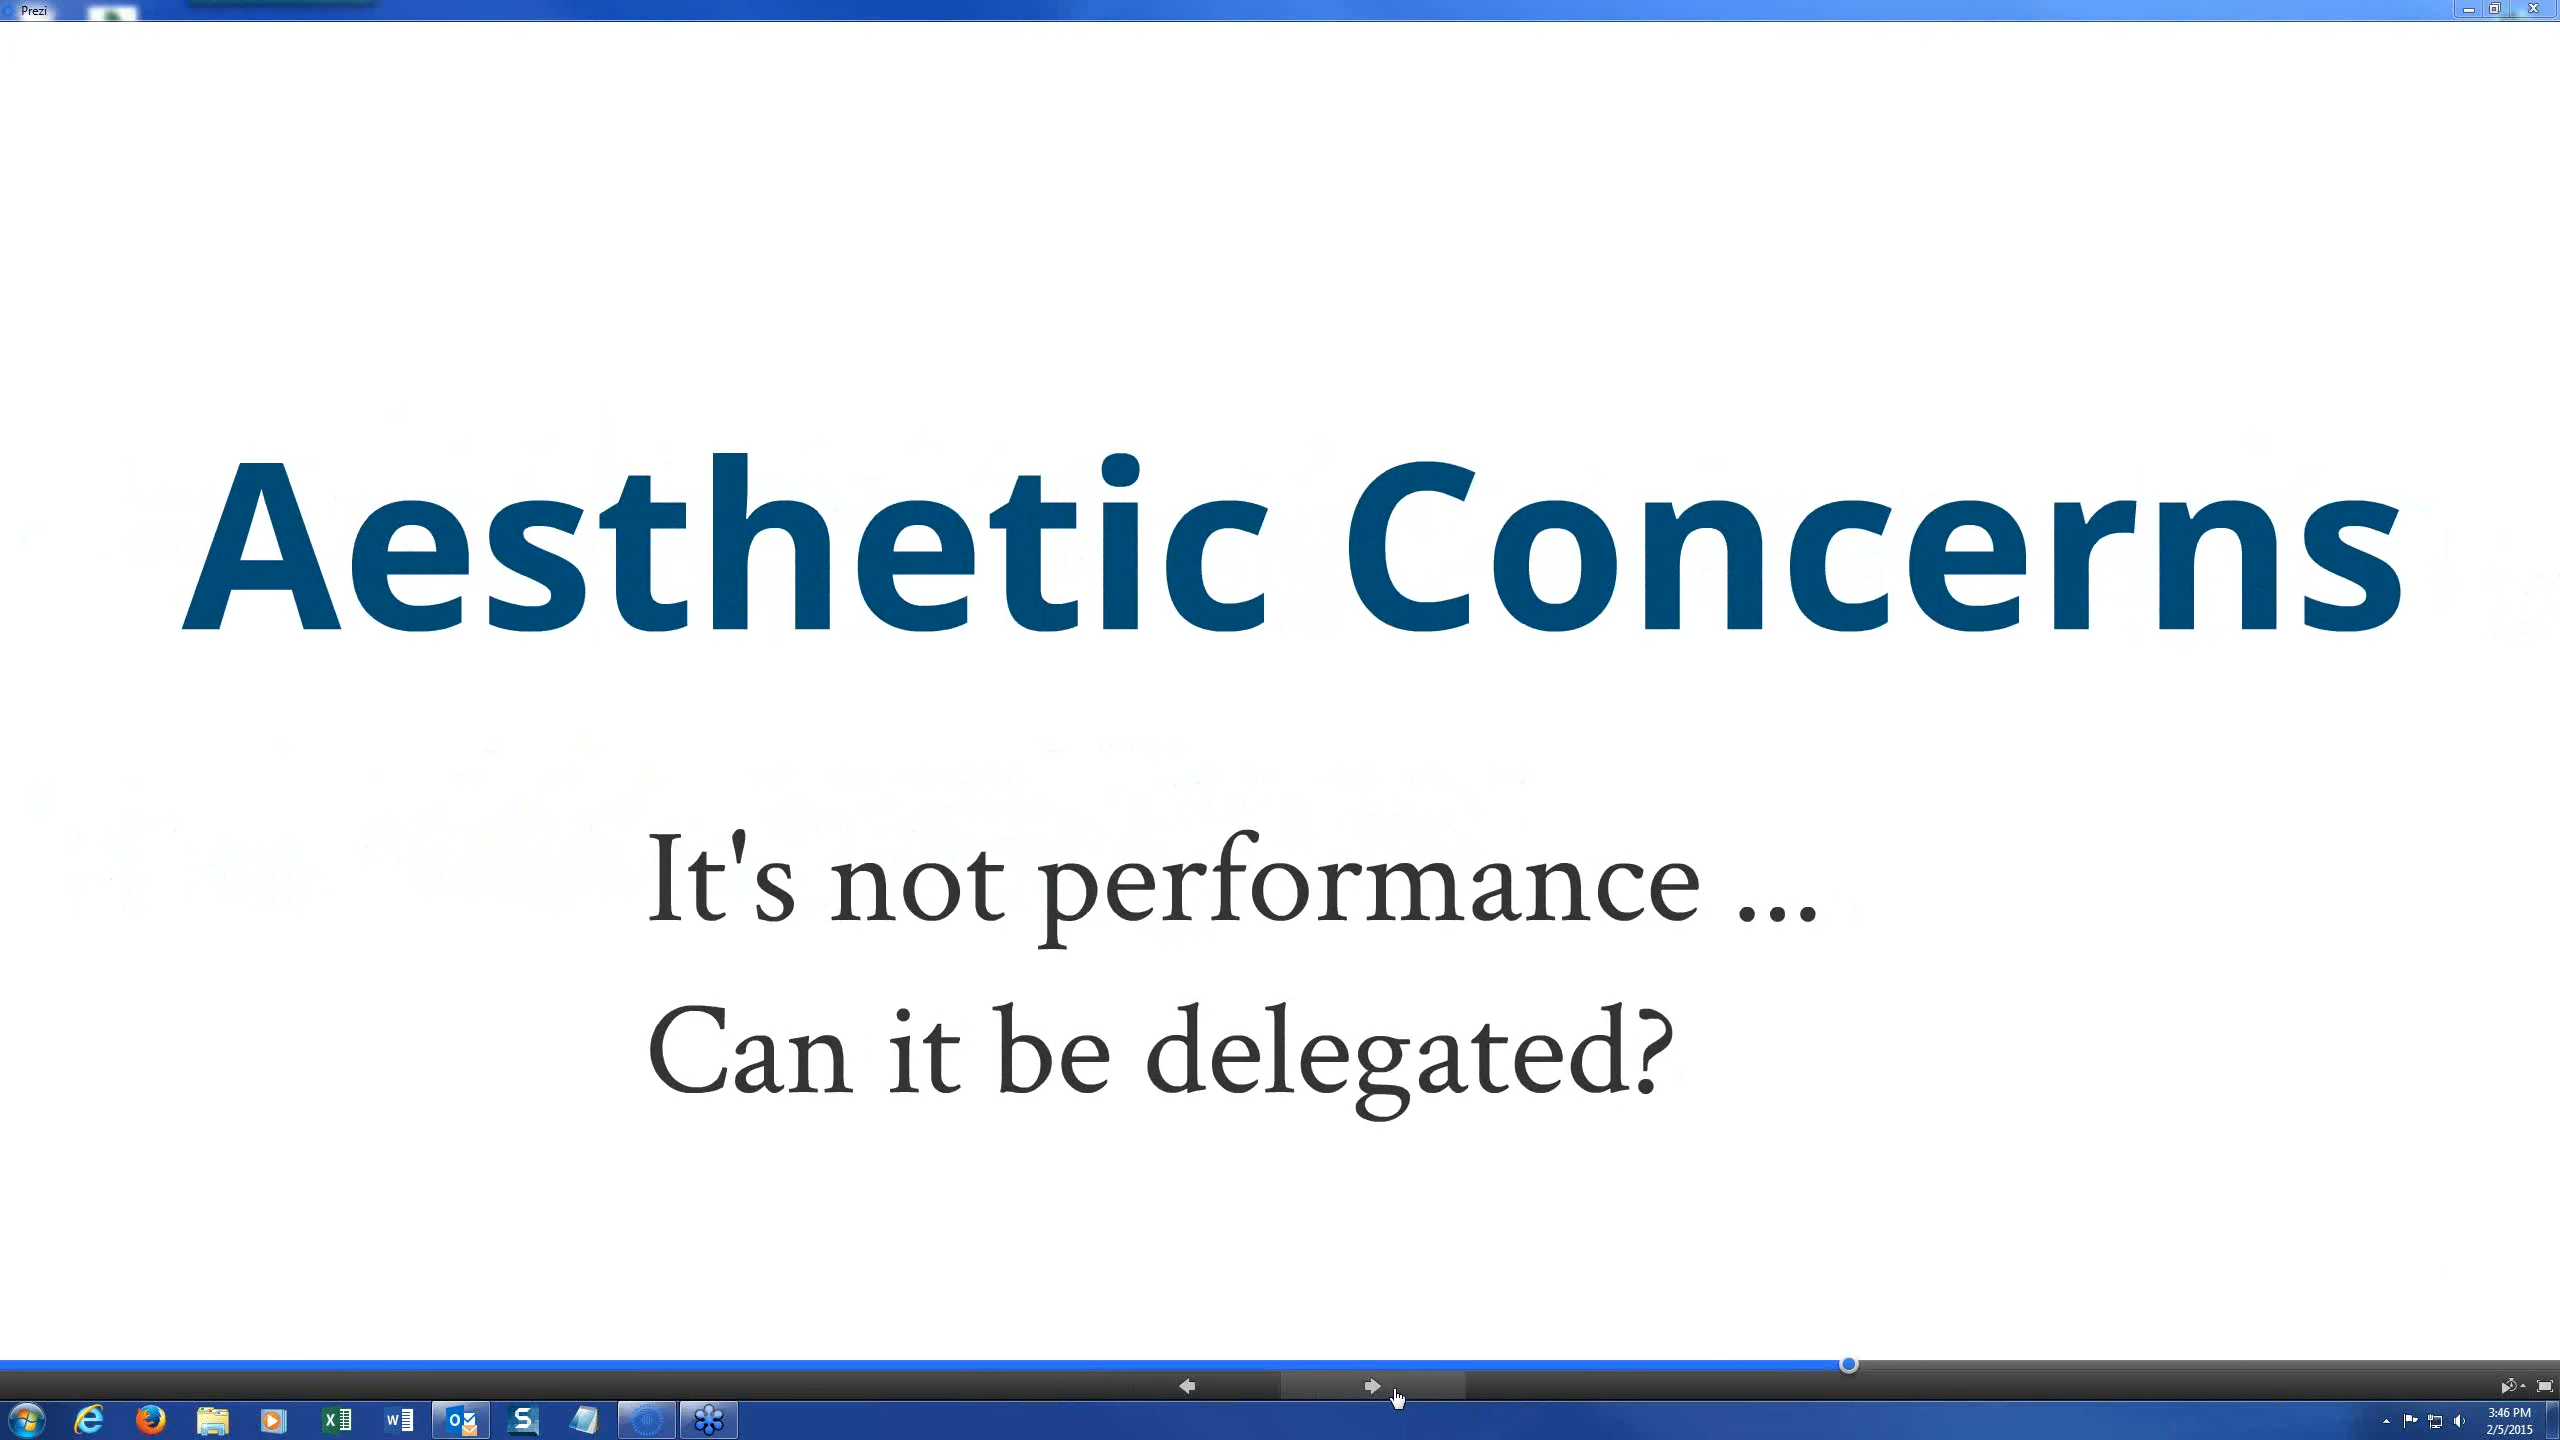 Prezi
Aesthetic Concerns
It's not performance ...
Can it be delegated?
3:46 PM
2/5/2015